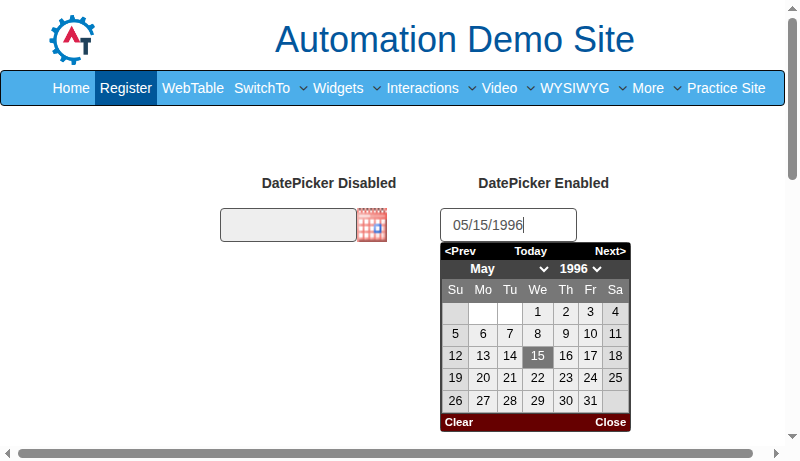 AT
Automation Demo Site
Home Register WebTable SwitchTo Widgets Interactions Video WYSIWYG More Practice Site
DatePicker Disabled DatePicker Enabled
05/15/1996
<Prev Today Next>
May 1996
Su Mo Tu We Th Fr Sa
1 2 3 4
5 6 7 8 9 10 11
12 13 14 15 16 17 18
19 20 21 22 23 24 25
26 27 28 29 30 31
Clear Close